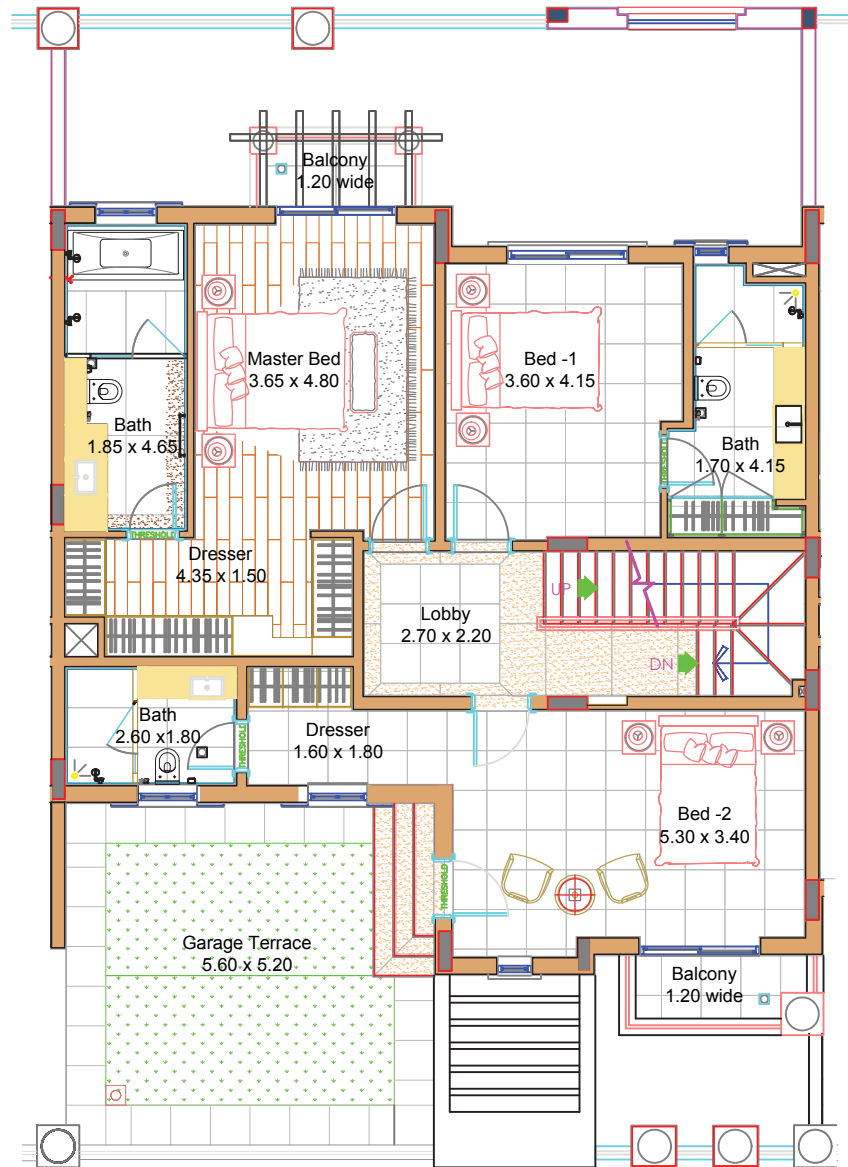 Balcony
1.20 wide
Master Bed
3.65 x 4.80
Bed -1
3.60 x 4.15
Bath
1.85 x 4.65
Bath
1.70 x 4.15
THRESHOLD
THRESHOLD
Dresser
4.35 x 1.50
UP
Lobby
2.70 x 2.20
DN
Bath
2.60 x1.80
THRESHOLD
Dresser
1.60 x 1.80
Bed -2
5.30 x 3.40
THRESHOLD
Garage Terrace
5.60 x 5.20
Balcony
1.20 wide